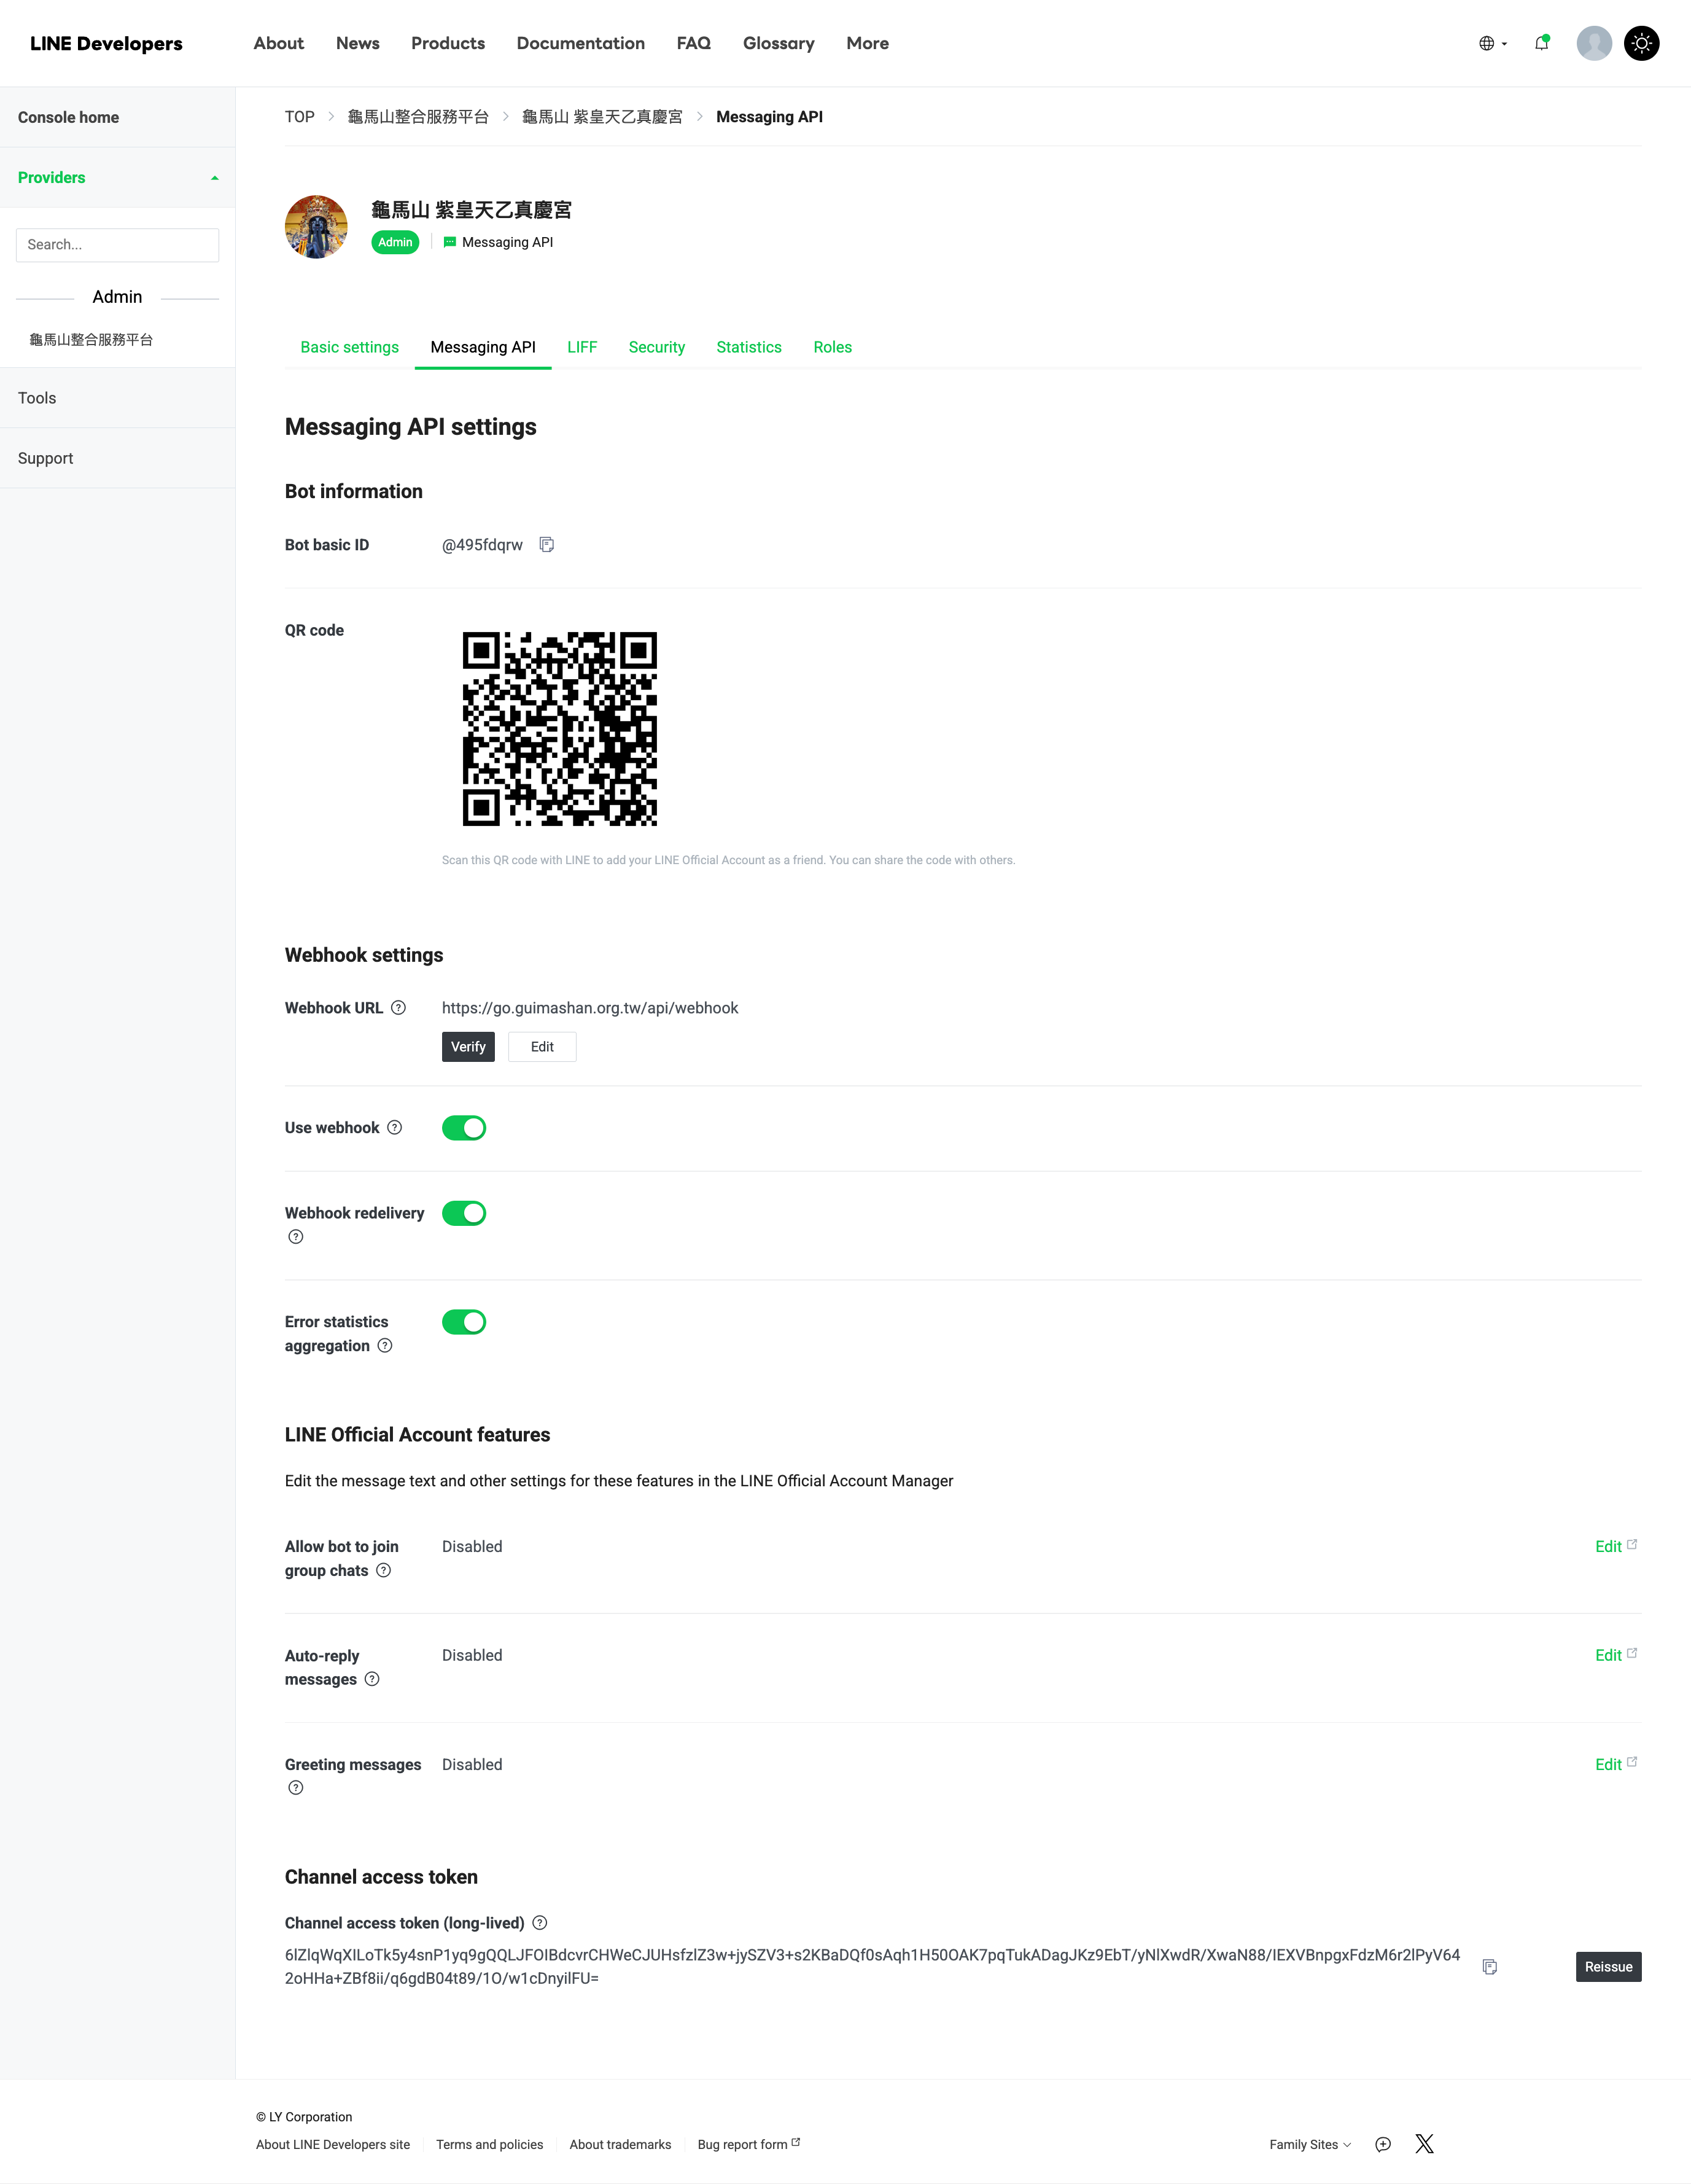 LINE Developers
About News Products Documentation FAQ Glossary More
Console home
Providers
Search...
Admin
龜馬山整合服務平台
Tools
Support
TOP > 龜馬山整合服務平台 > 龜馬山 紫皇天乙真慶宮 > Messaging API
龜馬山 紫皇天乙真慶宮
Admin Messaging API
Basic settings Messaging API LIFF Security Statistics Roles
Messaging API settings
Bot information
Bot basic ID @495fdqrw
QR code
Scan this QR code with LINE to add your LINE Official Account as a friend. You can share the code with others.
Webhook settings
Webhook URL https://go.guimashan.org.tw/api/webhook
Verify Edit
Use webhook
Webhook redelivery
Error statistics
aggregation
LINE Official Account features
Edit the message text and other settings for these features in the LINE Official Account Manager
Allow bot to join Disabled Edit
group chats
Auto-reply Disabled Edit
messages
Greeting messages Disabled Edit
Channel access token
Channel access token (long-lived)
6lZlqWqXILoTk5y4snP1yq9gQQLJFOIBdcvrCHWeCJUHsfzlZ3w+jySZV3+s2KBaDQf0sAqh1H50OAK7pqTukADagJKz9EbT/yNlXwdR/XwaN88/IEXVBnpgxFdzM6r2lPyV64
2oHHa+ZBf8ii/q6gdB04t89/1O/w1cDnyilFU=
Reissue
© LY Corporation
About LINE Developers site Terms and policies About trademarks Bug report form Family Sites